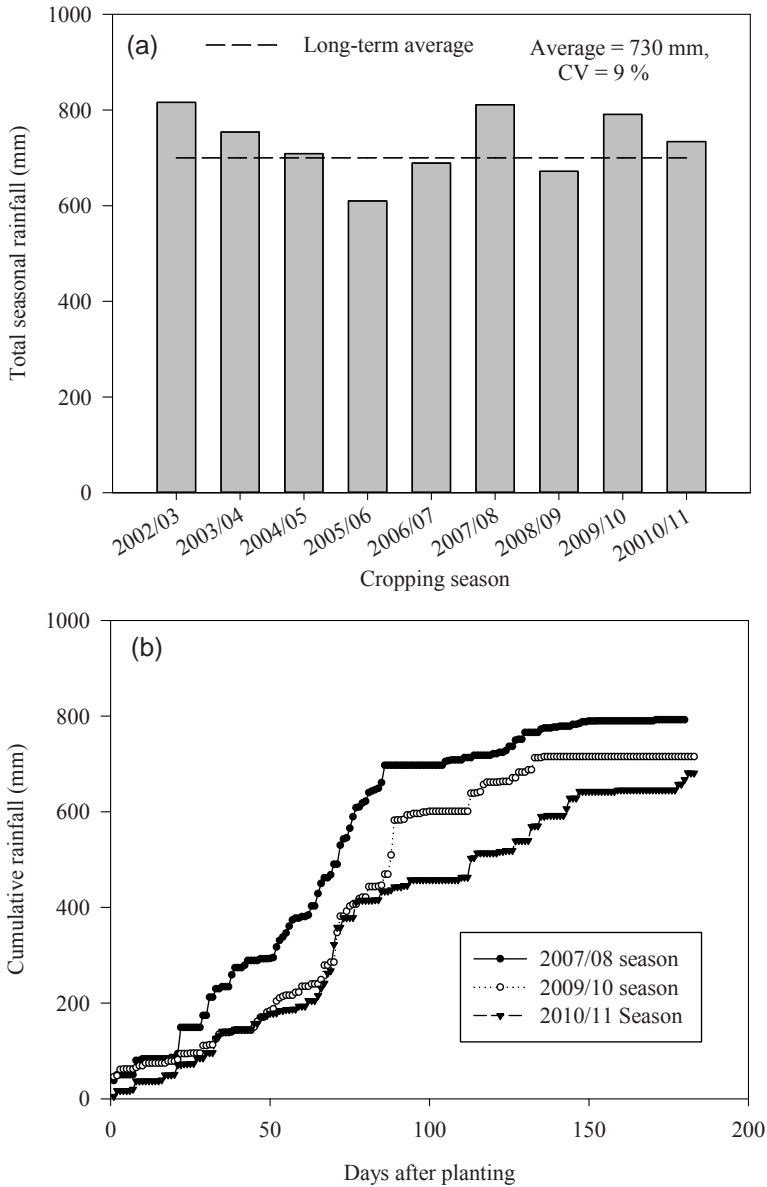 1000
(a)
Long-term average
Average = 730 mm,
CV = 9 %
800
600
400
200
0
Total seasonal rainfall (mm)
2002/03
2003/04
2004/05
2005/06
2006/07
2007/08
2008/09
2009/10
20010/11
Cropping season
1000
(b)
800
600
400
200
0
Cumulative rainfall (mm)
2007/08 season
2009/10 season
2010/11 Season
0
50
100
150
200
Days after planting